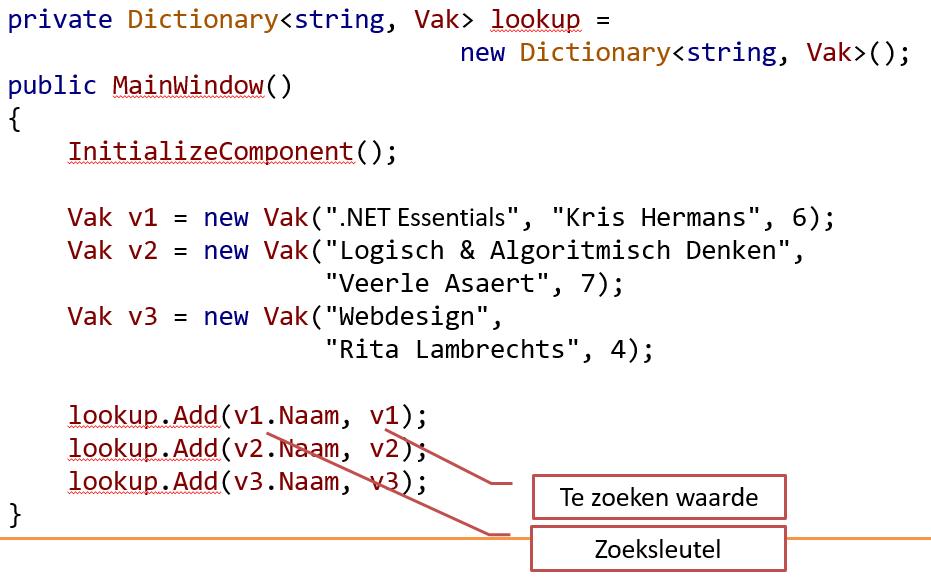 private Dictionary<string, Vak> lookup =
new Dictionary<string, Vak>();
public MainWindow()
{
InitializeComponent();
Vak v1 = new Vak(".NET Essentials", "Kris Hermans", 6);
Vak v2 = new Vak("Logisch & Algoritmisch Denken",
"Veerle Asaert", 7);
Vak v3 = new Vak("Webdesign",
"Rita Lambrechts", 4);
lookup.Add(v1.Naam, v1);
lookup.Add(v2.Naam, v2);
lookup.Add(v3.Naam, v3);
}
Te zoeken waarde
Zoeksleutel